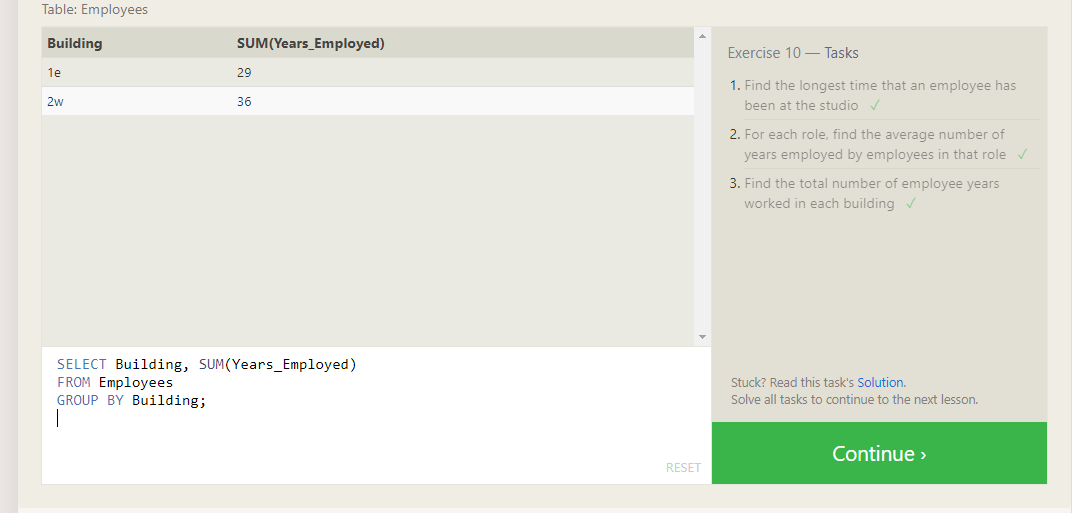 Table: Employees
Building SUM(Years_Employed)
1e 29
2w 36
SELECT Building, SUM(Years_Employed)
FROM Employees
GROUP BY Building;
RESET
Exercise 10 — Tasks
1. Find the longest time that an employee has
been at the studio ✓
2. For each role, find the average number of
years employed by employees in that role ✓
3. Find the total number of employee years
worked in each building ✓
Stuck? Read this task's Solution.
Solve all tasks to continue to the next lesson.
Continue ›